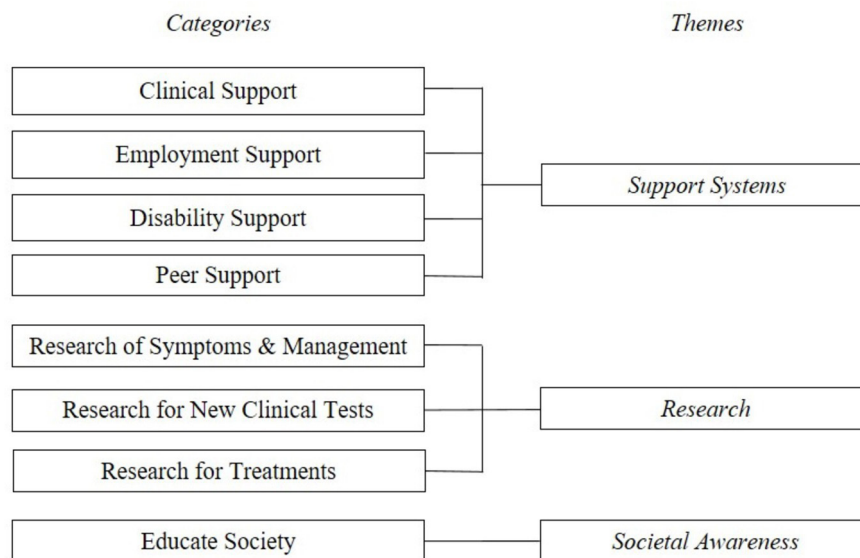 Categories
Themes
Clinical Support
Employment Support
Support Systems
Disability Support
Peer Support
Research of Symptoms & Management
Research for New Clinical Tests
Research
Research for Treatments
Educate Society
Societal Awareness